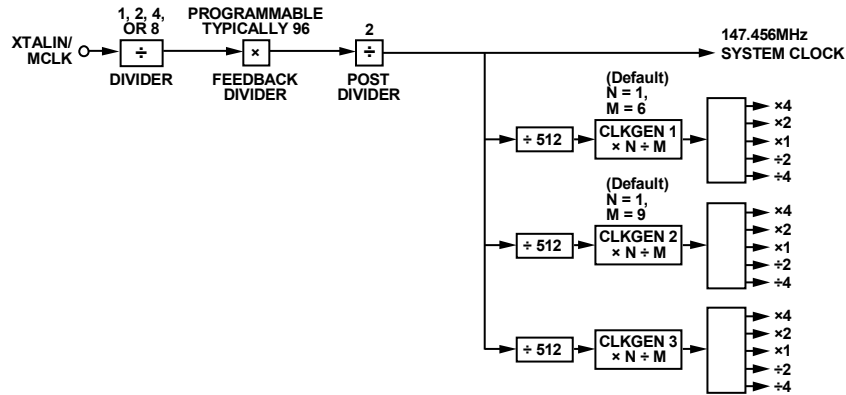 1, 2, 4,
OR 8
PROGRAMMABLE
TYPICALLY 96
2
XTALIN/
MCLK
÷
×
÷
147.456MHz
SYSTEM CLOCK
DIVIDER
FEEDBACK
DIVIDER
POST
DIVIDER
(Default)
N = 1,
M = 6
÷ 512
CLKGEN 1
× N ÷ M
×4
×2
×1
÷2
÷4
(Default)
N = 1,
M = 9
÷ 512
CLKGEN 2
× N ÷ M
×4
×2
×1
÷2
÷4
÷ 512
CLKGEN 3
× N ÷ M
×4
×2
×1
÷2
÷4